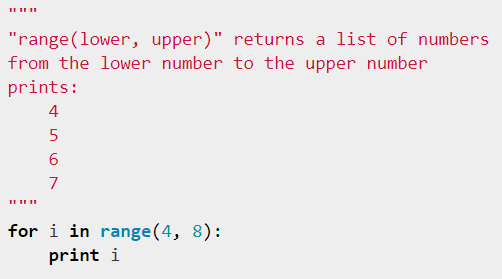 """
"range(lower, upper)" returns a list of numbers
from the lower number to the upper number
prints:
    4
    5
    6
    7
"""
for i in range(4, 8):
    print i